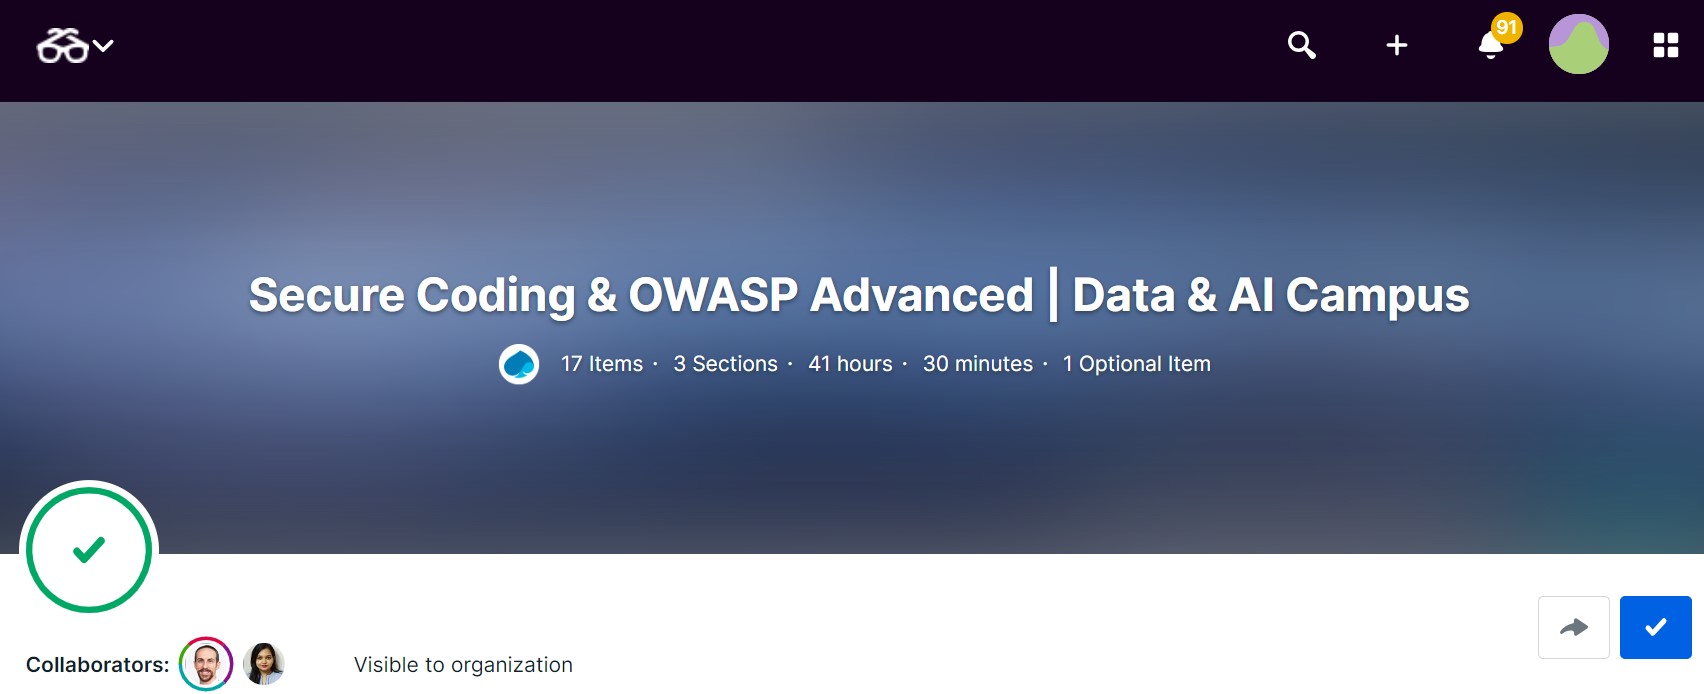 91
Secure Coding & OWASP Advanced | Data & AI Campus
17 Items · 3 Sections · 41 hours · 30 minutes · 1 Optional Item
Collaborators:
Visible to organization